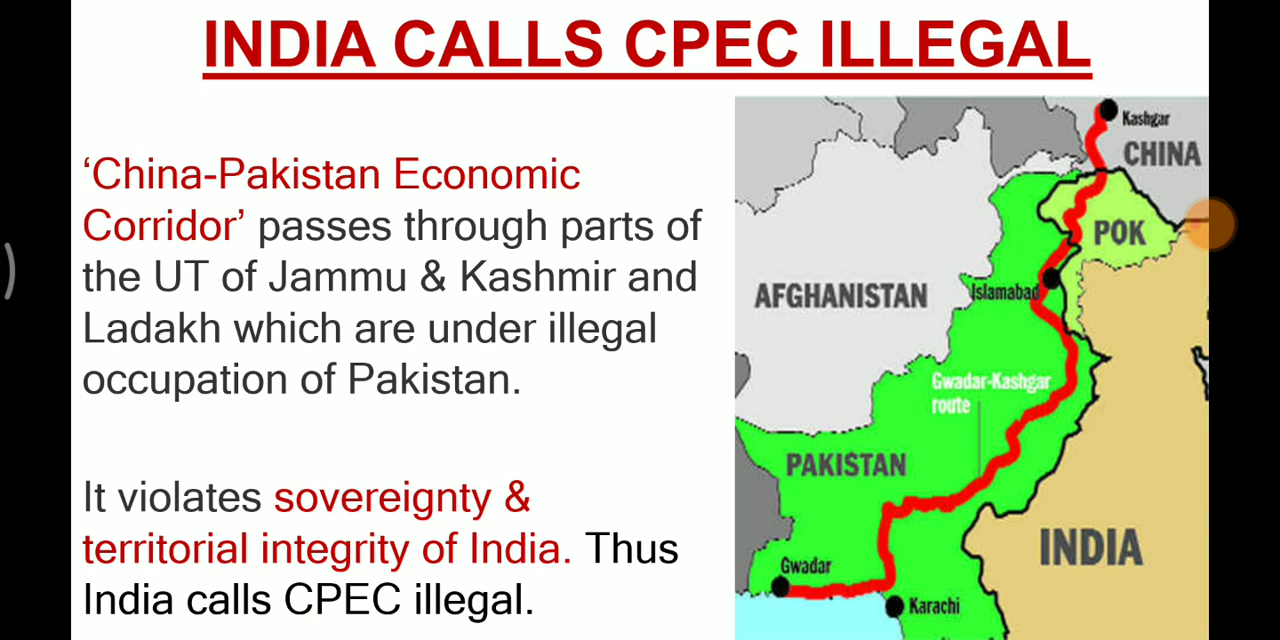 INDIA CALLS CPEC ILLEGAL
‘China-Pakistan Economic
Corridor’ passes through parts of
the UT of Jammu & Kashmir and
Ladakh which are under illegal
occupation of Pakistan.
It violates sovereignty &
territorial integrity of India. Thus
India calls CPEC illegal.
Kashgar
CHINA
POK
Islamabad
AFGHANISTAN
Gwadar-Kashgar
route
PAKISTAN
INDIA
Gwadar
Karachi